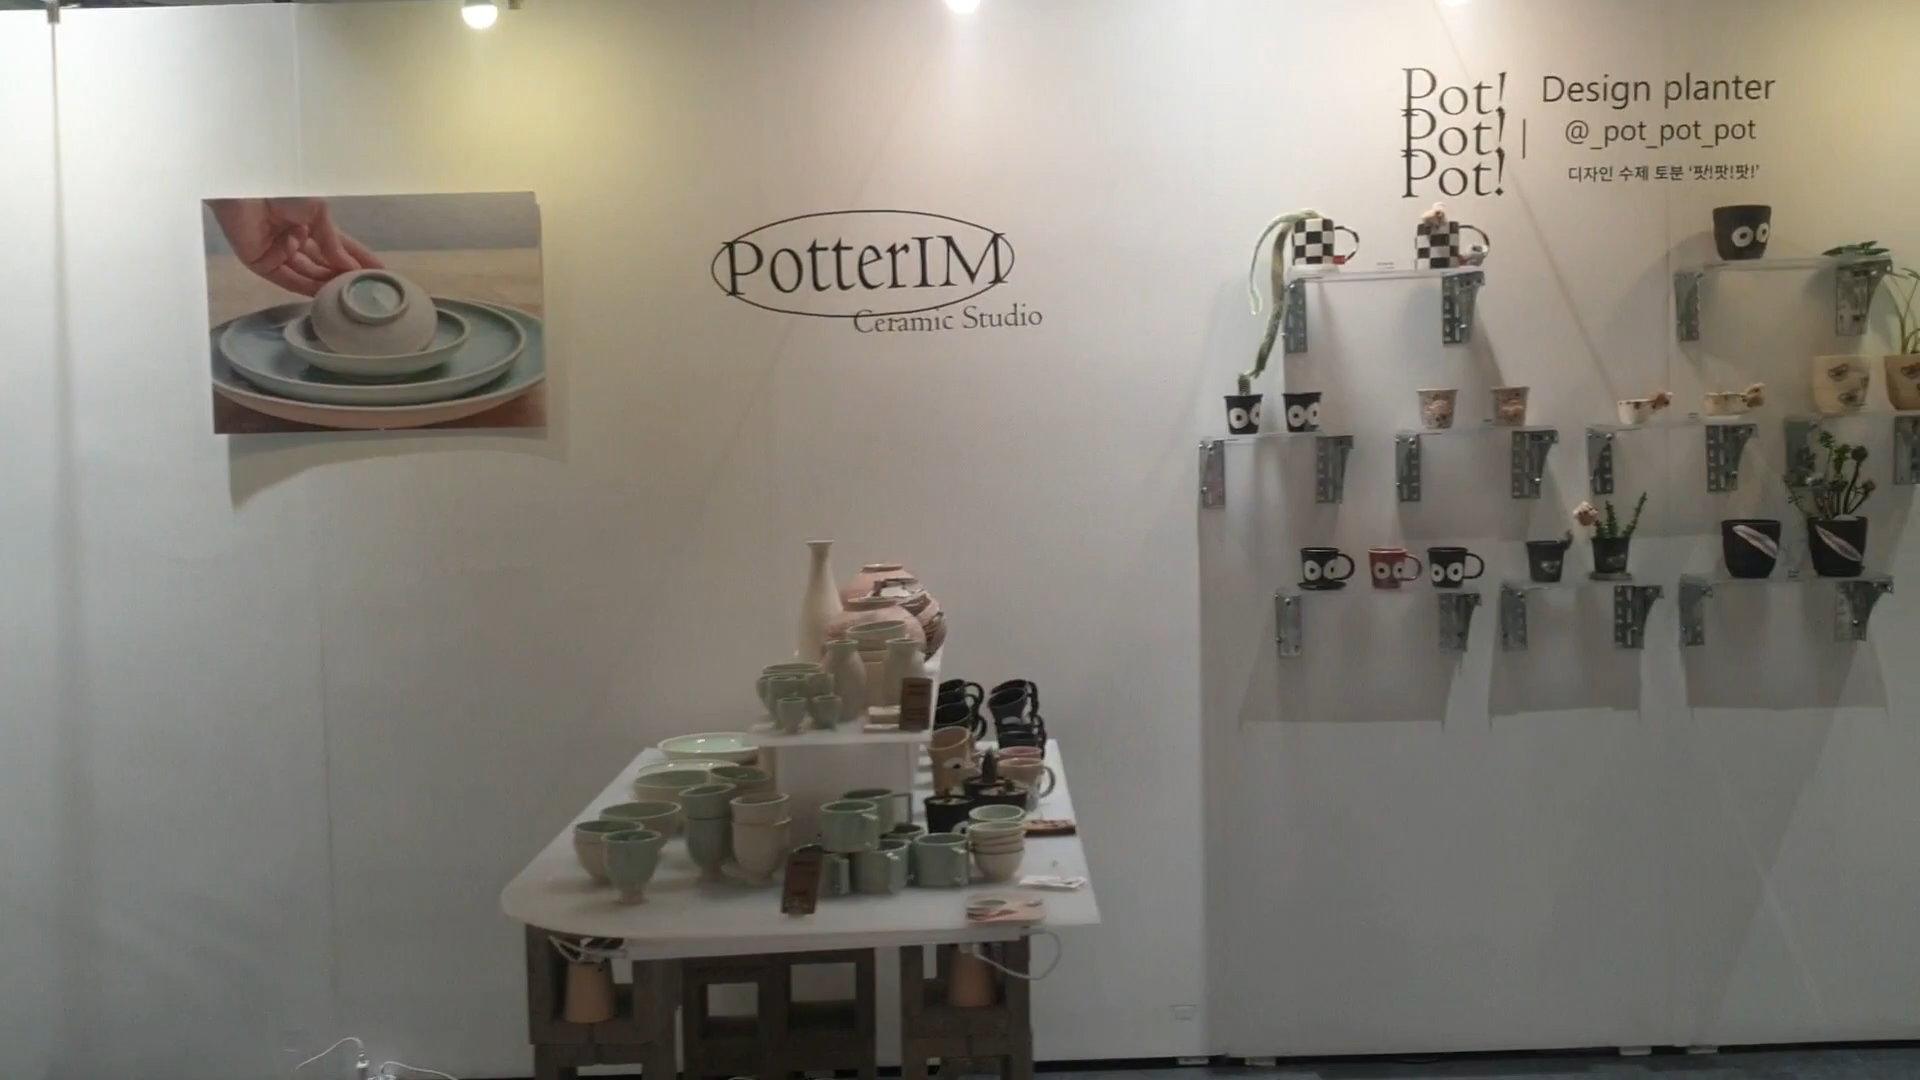 PotterIM
Ceramic Studio
Pot!
Pot!
Pot!
Design planter
@_pot_pot_pot
디자인 수제 토분 '팟!팟!팟!'